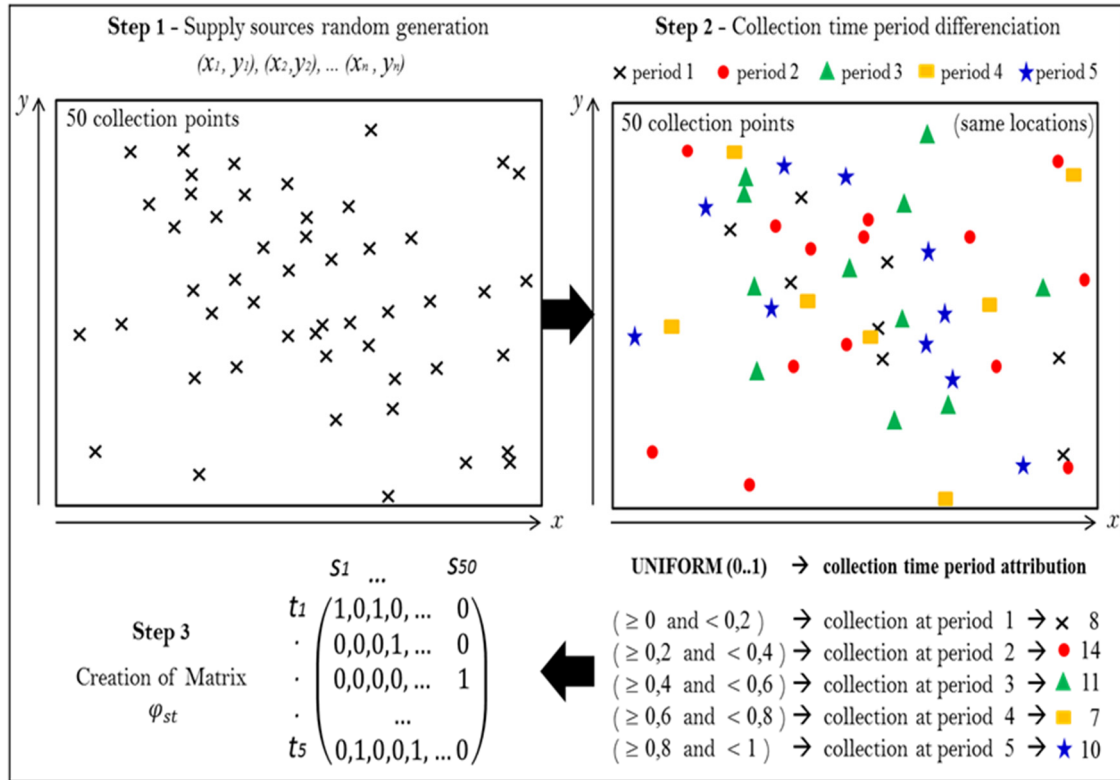 Step 1 - Supply sources random generation
(x1, y1), (x2,y2), ... (xn, yn)
y
50 collection points
x
Step 2 - Collection time period differenciation
period 1 period 2 period 3 period 4 period 5
y
50 collection points (same locations)
x
UNIFORM (0..1) → collection time period attribution
( ≥ 0 and < 0,2 ) → collection at period 1 → × 8
( ≥ 0,2 and < 0,4) → collection at period 2 → 14
( ≥ 0,4 and < 0,6) → collection at period 3 → 11
( ≥ 0,6 and < 0,8) → collection at period 4 → 7
( ≥ 0,8 and < 1 ) → collection at period 5 → 10
Step 3
Creation of Matrix
φst
S1 ... S50
t1 1,0,1,0, ... 0
. 0,0,0,1, ... 0
. 0,0,0,0, ... 1
. ...
t5 0,1,0,0,1, ...0